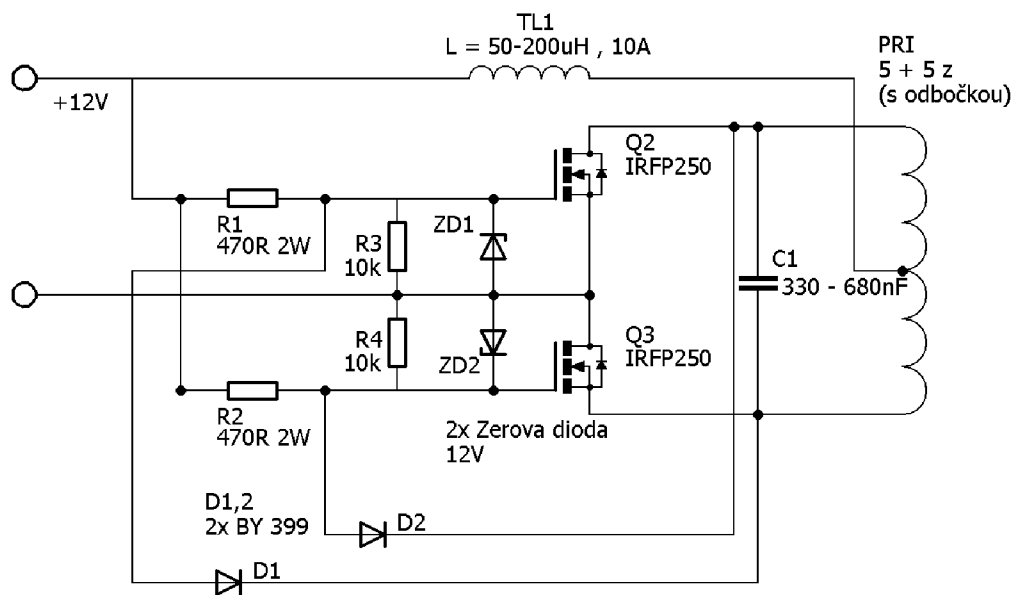 TL1
L = 50-200uH , 10A
PRI
5 + 5 z
(s odbočkou)
+12V
Q2
IRFP250
R1
470R 2W
ZD1
R3
10k
C1
330 - 680nF
R4
10k
ZD2
Q3
IRFP250
R2
470R 2W
2x Zerova dioda
12V
D1,2
2x BY 399
D2
D1